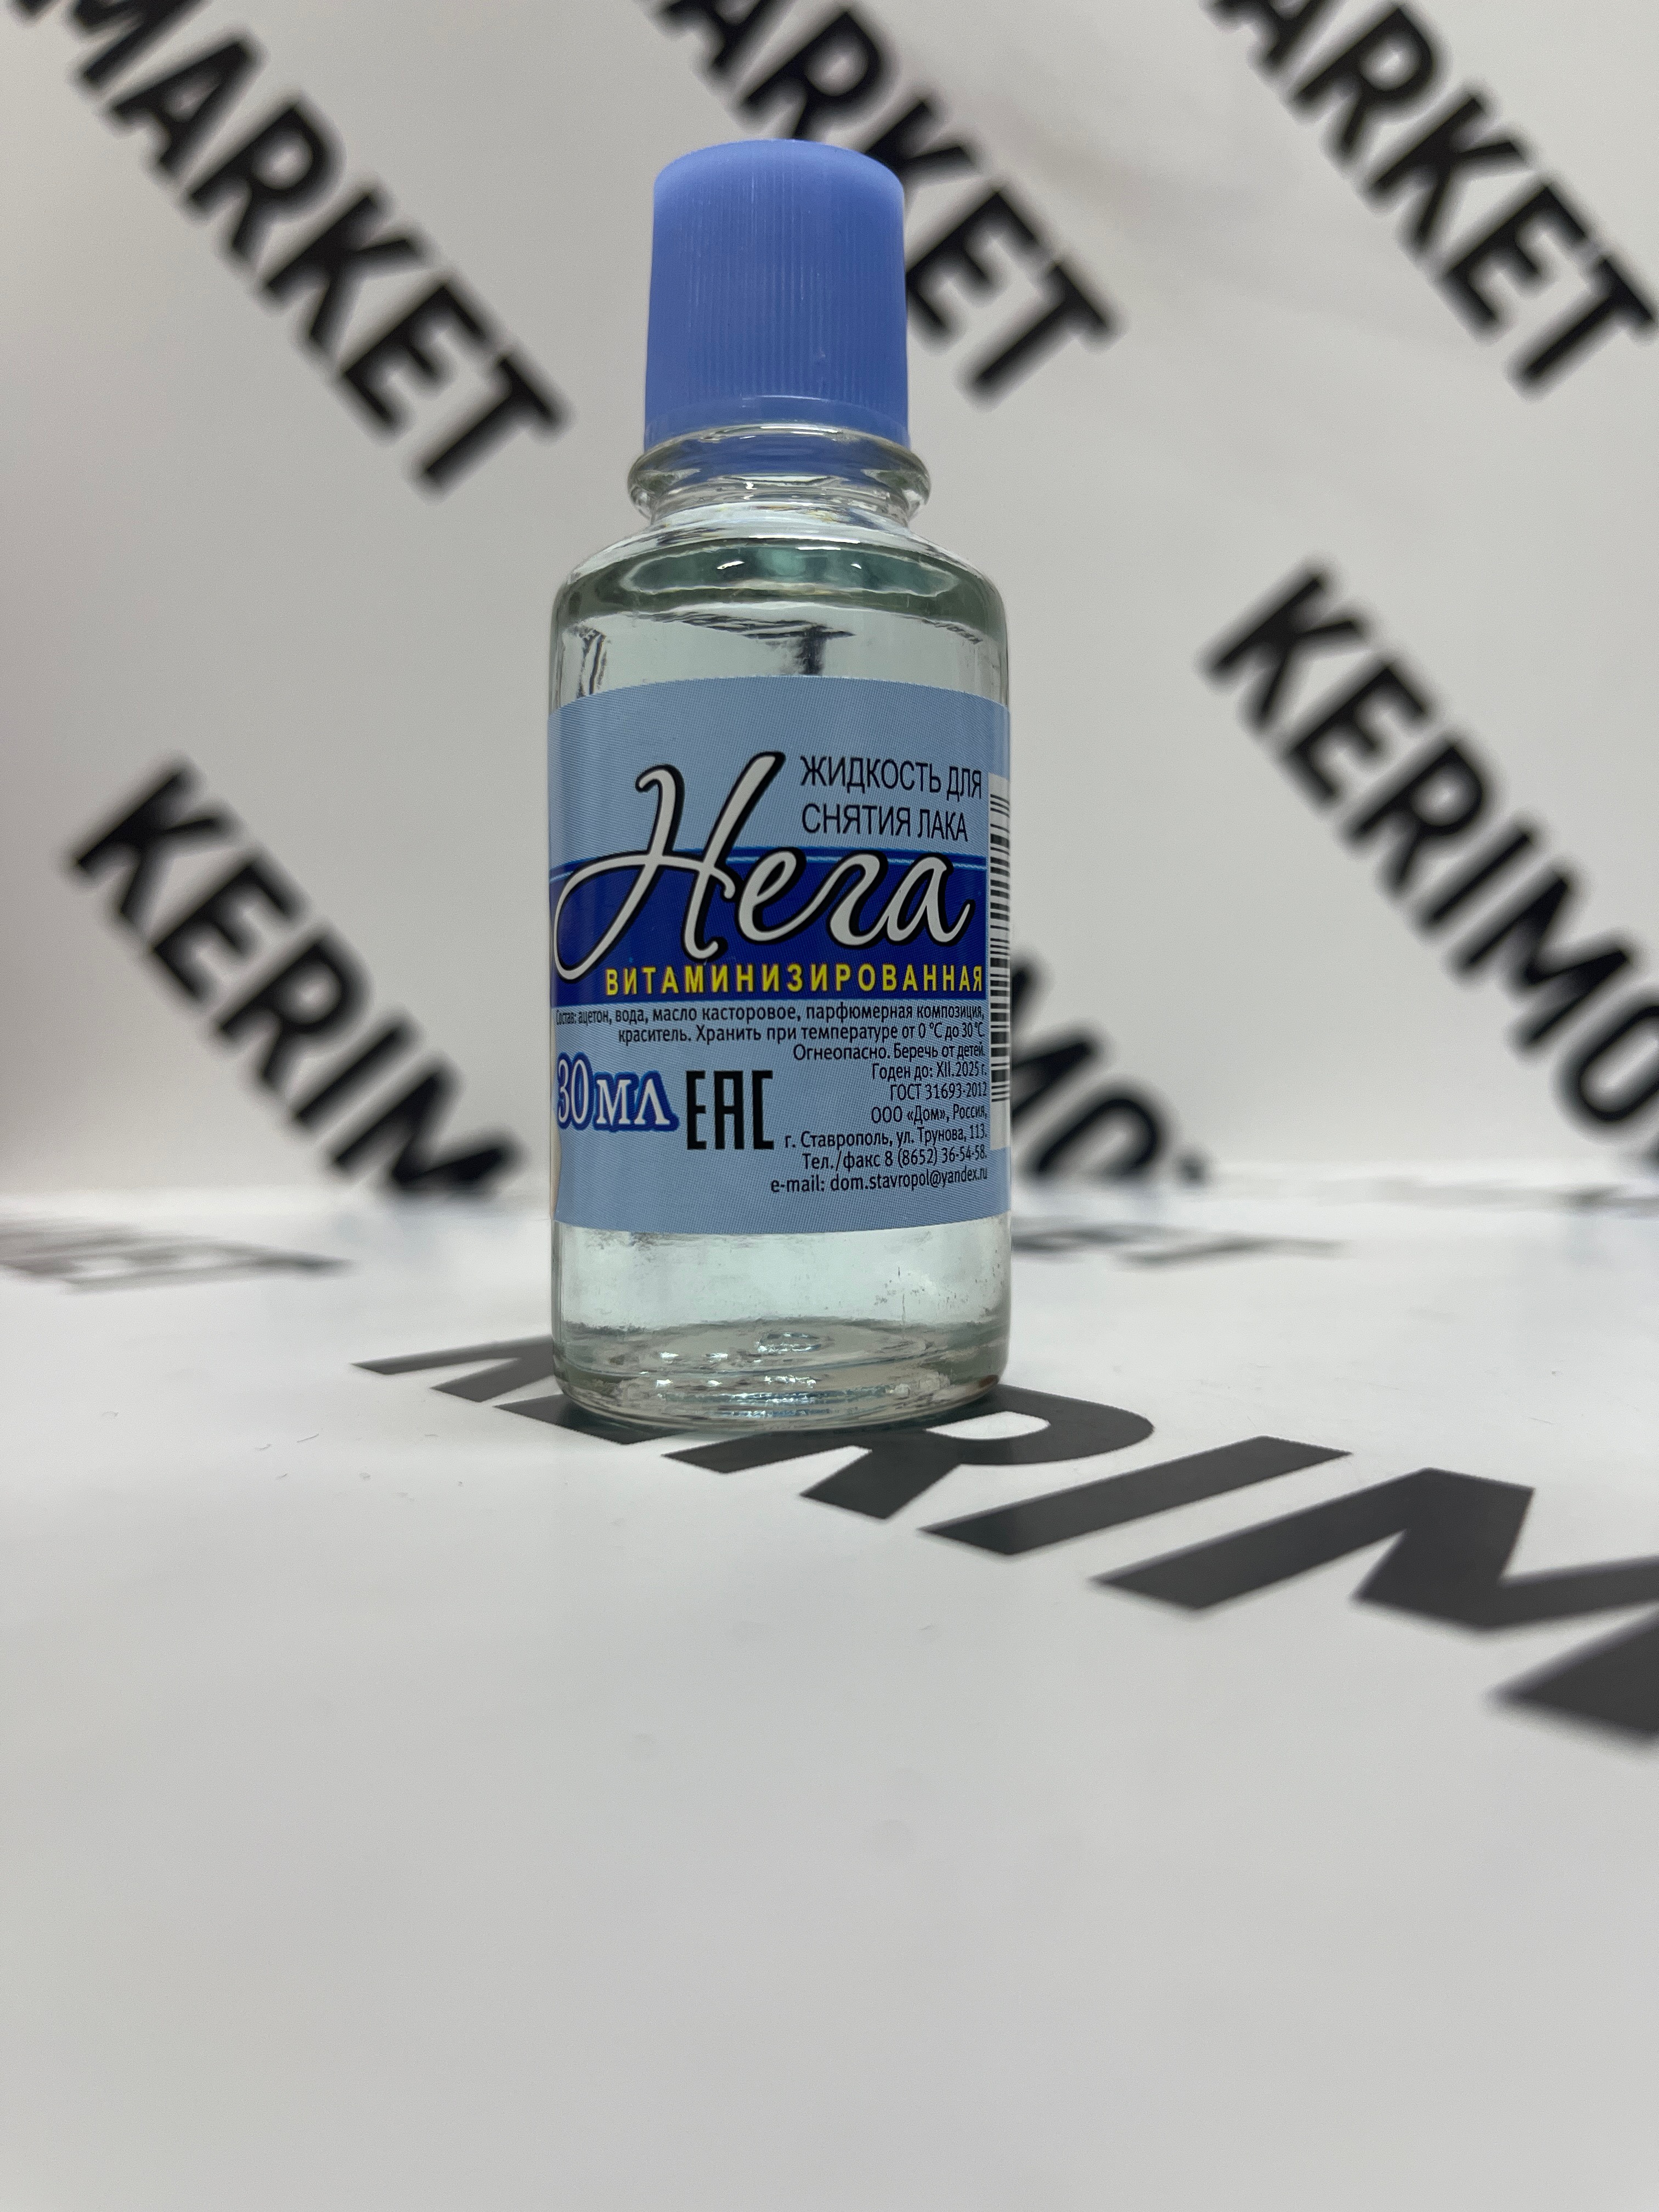 MARKET
MARKET
MARKET
KERIMO
KERIM
ЖИДКОСТЬ ДЛЯ
СНЯТИЯ ЛАКА
Нега
ВИТАМИНИЗИРОВАННАЯ
Состав: ацетон, вода, масло касторовое, парфюмерная композиция,
краситель. Хранить при температуре от 0 °С до 30 °С.
Огнеопасно. Беречь от детей.
Годен до: XII.2025 г.
ГОСТ 31693-2012
30 мл
EAC
ООО «Дом», Россия,
г. Ставрополь, ул. Трунова, 113.
Тел./факс 8 (8652) 36-54-58.
e-mail: dom.stavropol@yandex.ru